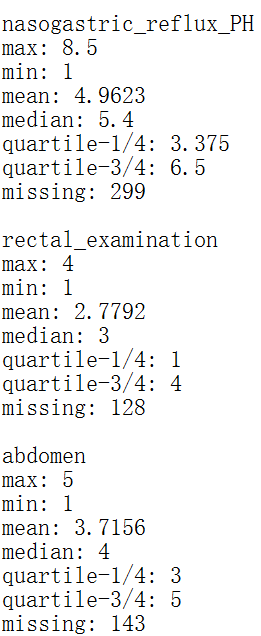 nasogastric_reflux_PH
max: 8.5
min: 1
mean: 4.9623
median: 5.4
quartile-1/4: 3.375
quartile-3/4: 6.5
missing: 299
rectal_examination
max: 4
min: 1
mean: 2.7792
median: 3
quartile-1/4: 1
quartile-3/4: 4
missing: 128
abdomen
max: 5
min: 1
mean: 3.7156
median: 4
quartile-1/4: 3
quartile-3/4: 5
missing: 143